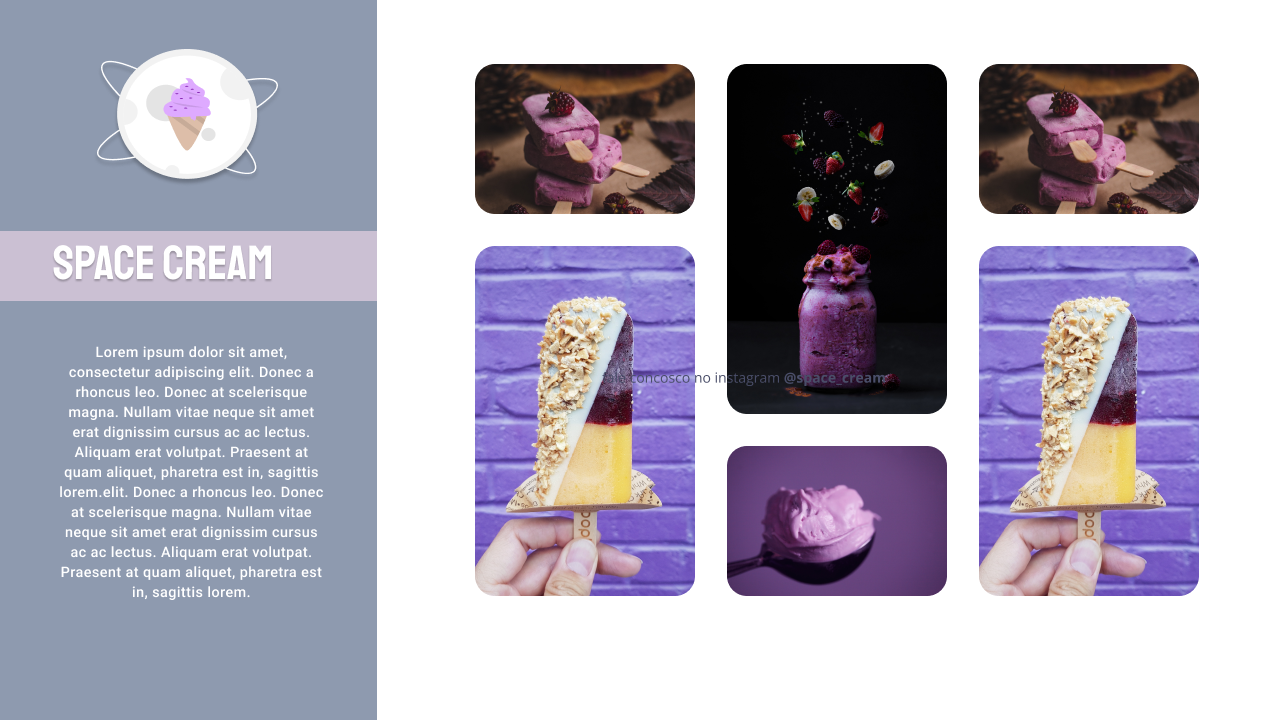 SPACE CREAM
Lorem ipsum dolor sit amet,
consectetur adipiscing elit. Donec a
rhoncus leo. Donec at scelerisque
magna. Nullam vitae neque sit amet
erat dignissim cursus ac ac lectus.
Aliquam erat volutpat. Praesent at
quam aliquet, pharetra est in, sagittis
lorem.elit. Donec a rhoncus leo. Donec
at scelerisque magna. Nullam vitae
neque sit amet erat dignissim cursus
ac ac lectus. Aliquam erat volutpat.
Praesent at quam aliquet, pharetra est
in, sagittis lorem.
concosco no instagram @space_cream